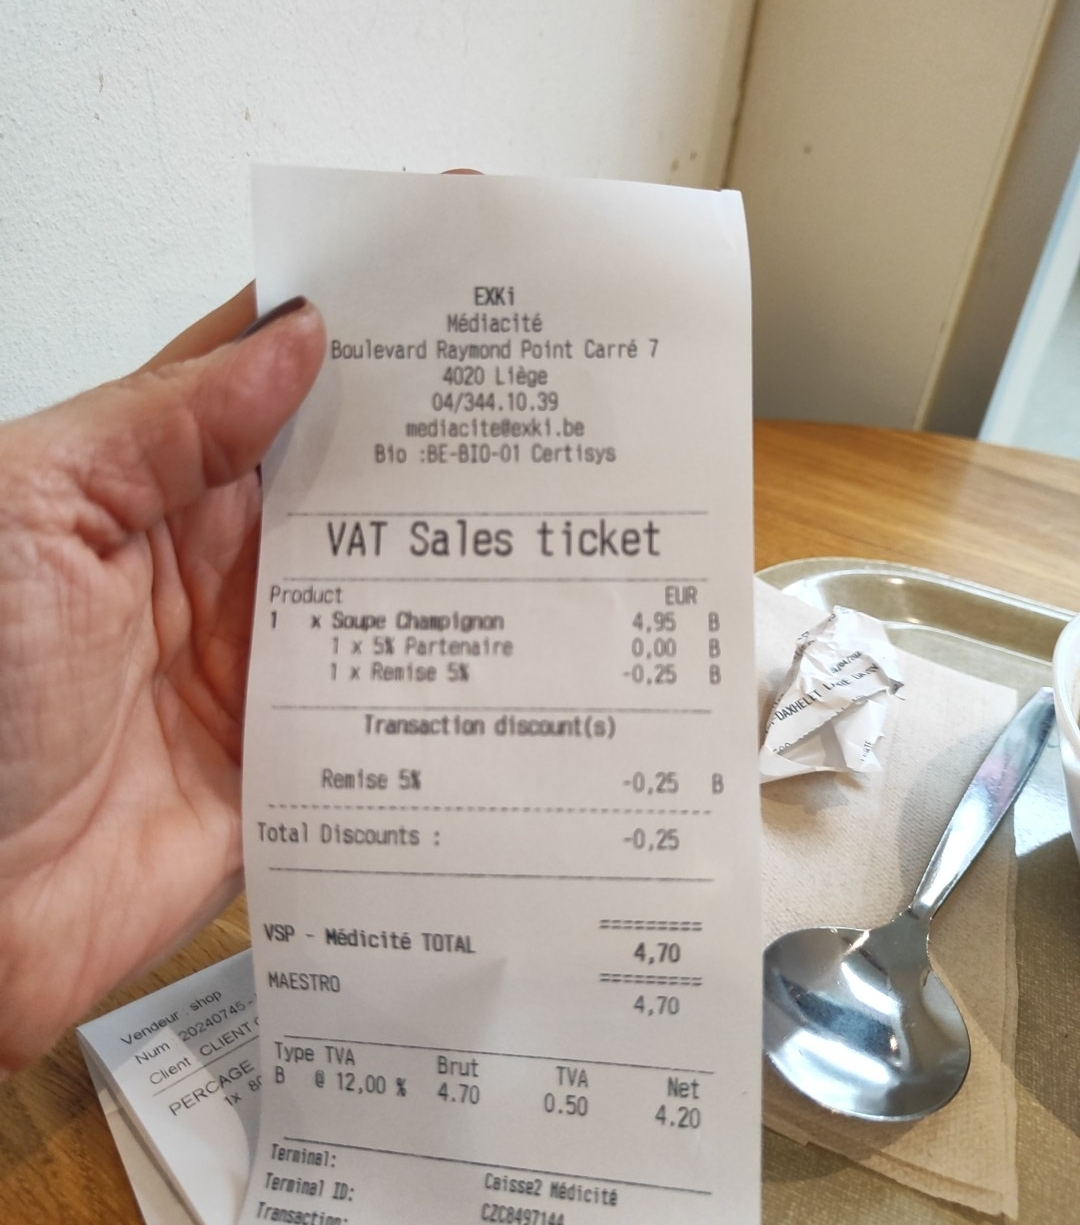 EXKi
Médiacité
Boulevard Raymond Point Carré 7
4020 Liège
04/344.10.39
mediacite@exki.be
Bio :BE-BIO-01 Certisys
VAT Sales ticket
Product EUR
1 x Soupe Champignon 4,95 B
1 x 5% Partenaire 0,00 B
1 x Remise 5% -0,25 B
Transaction discount(s)
Remise 5% -0,25 B
Total Discounts : -0,25
=========
VSP - Médicité TOTAL 4,70
=========
MAESTRO 4,70
Type TVA Brut TVA Net
B @ 12,00 % 4.70 0.50 4.20
Terminal:
Terminal ID: Caisse2 Médicité
Transaction: CZC8497144
Vendeur : shop
Num 20240745-
Client CLIENT
PERCAGE
1x
DAXHELET